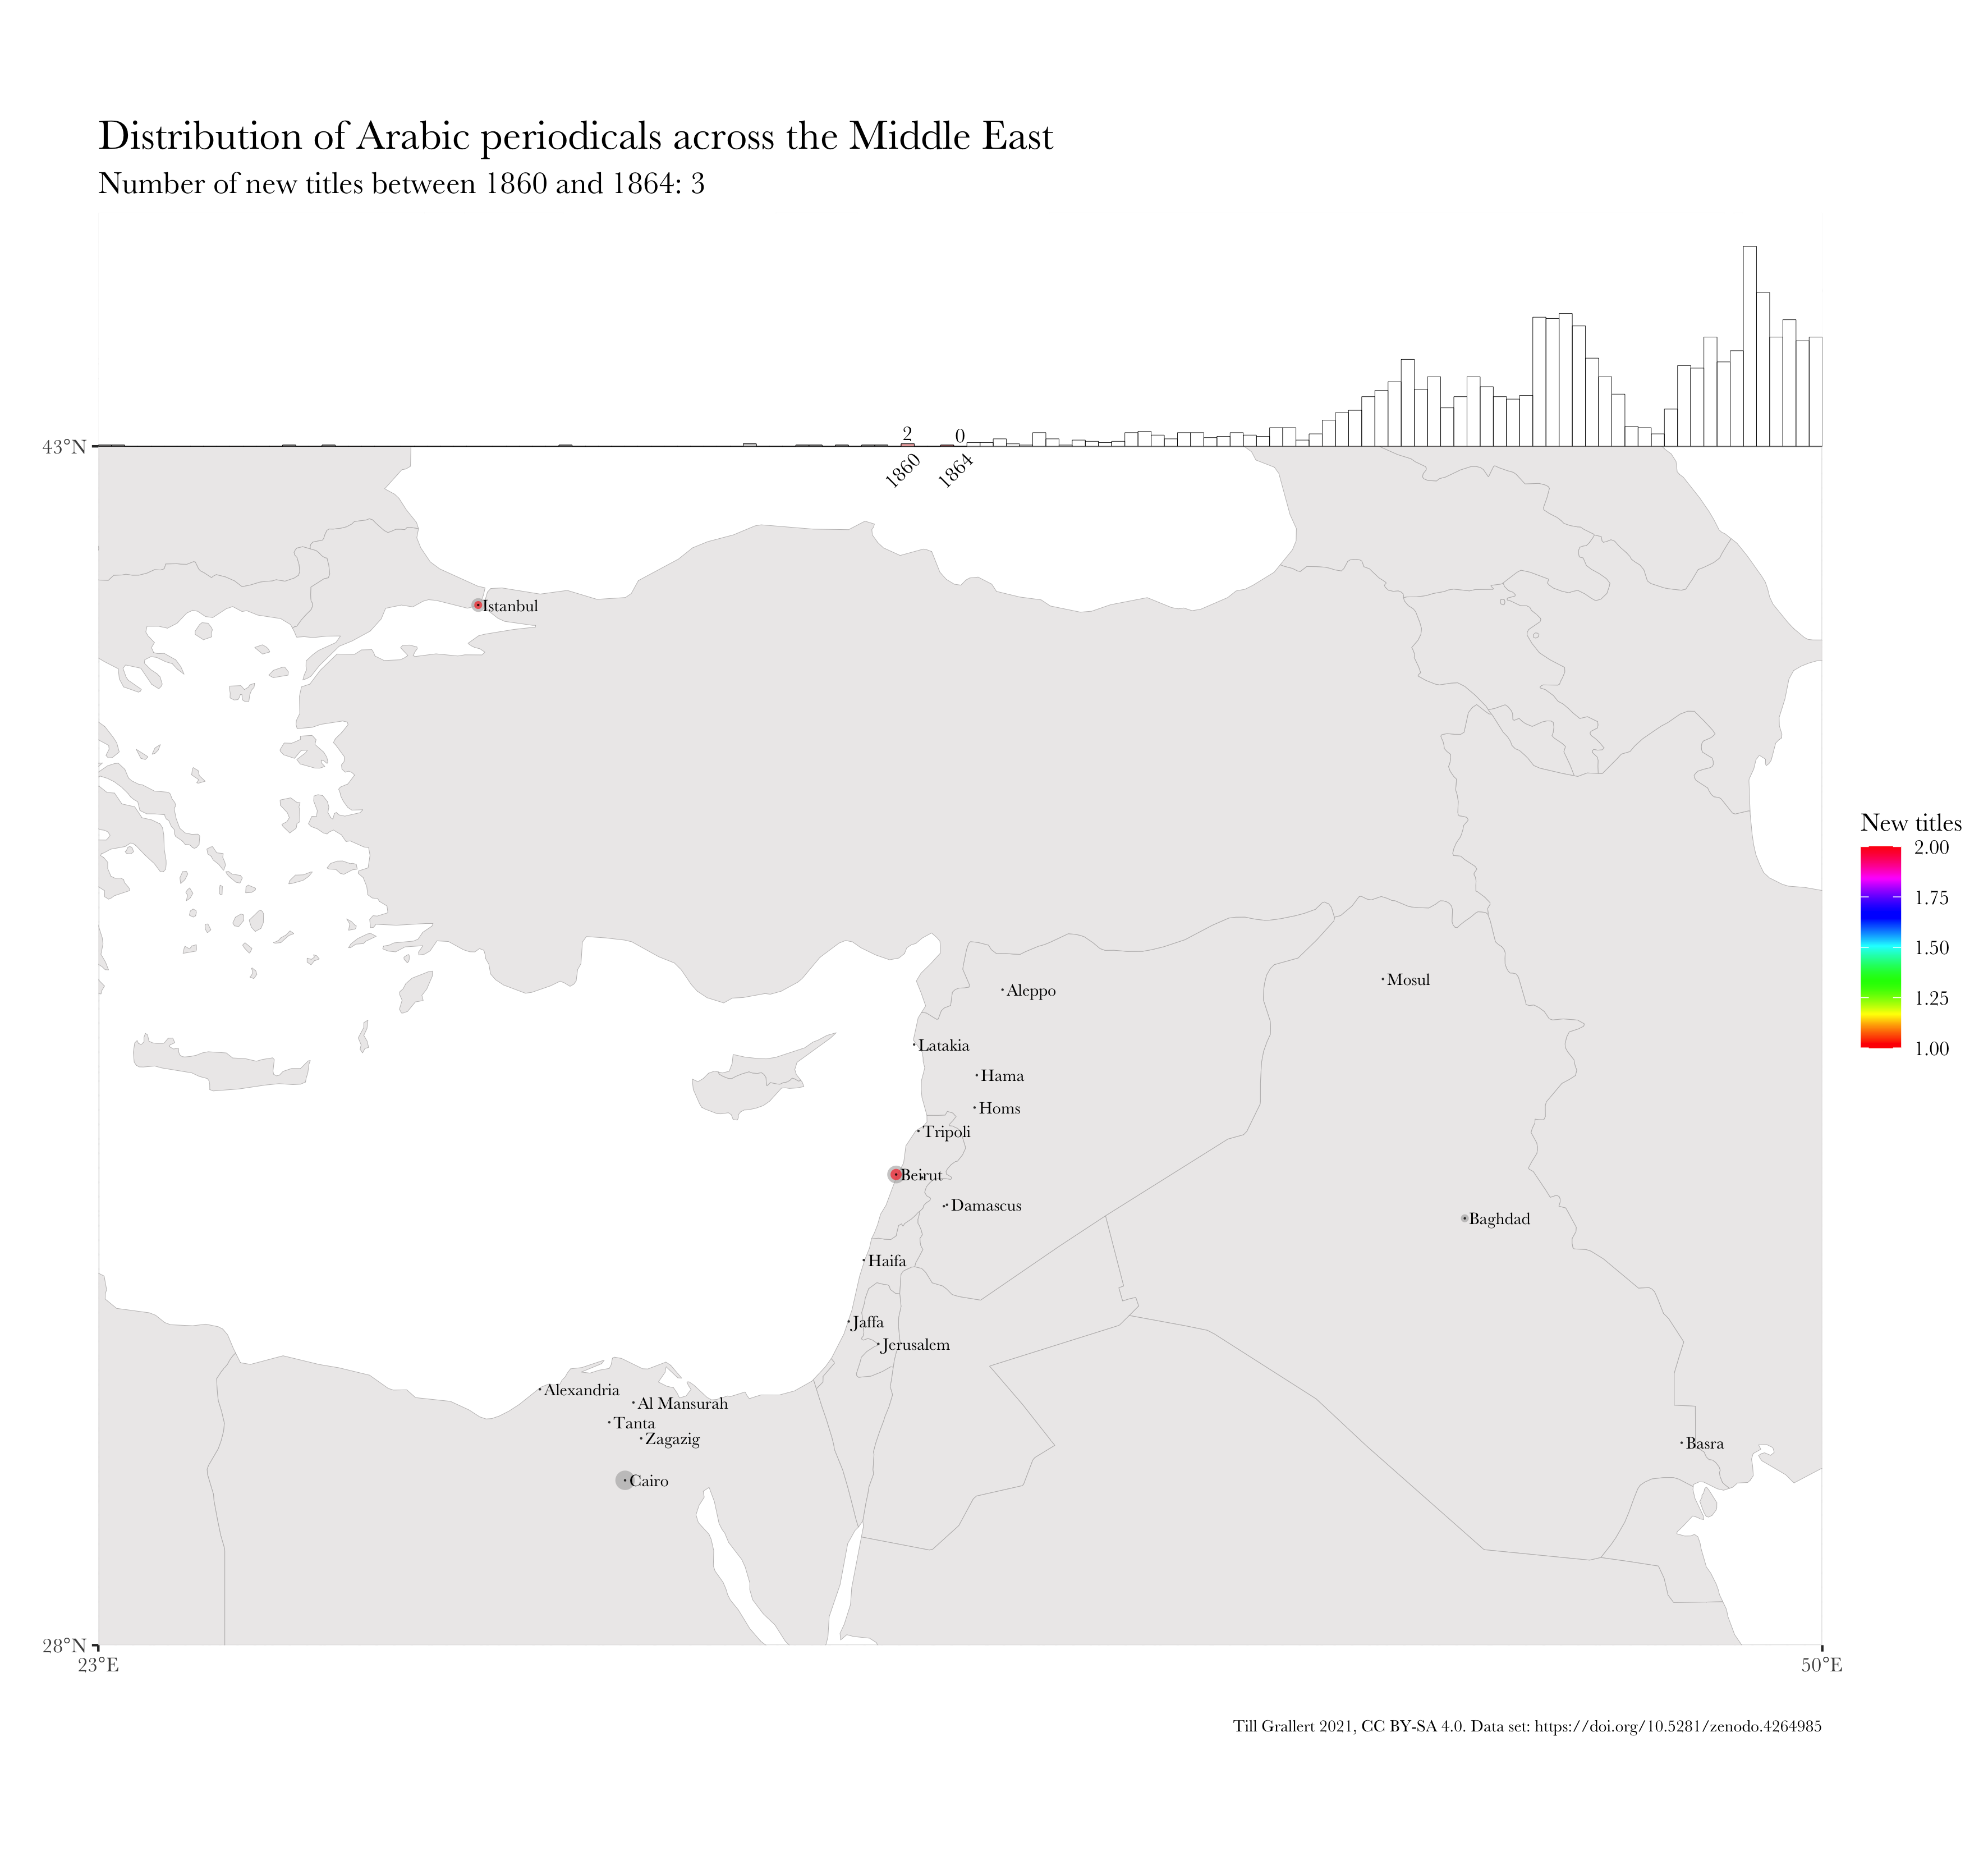 Distribution of Arabic periodicals across the Middle East
Number of new titles between 1860 and 1864: 3
2
0
43°N
1860
1864
Istanbul
New titles
2.00
1.75
1.50
1.25
1.00
Mosul
Aleppo
Latakia
Hama
Homs
Tripoli
Beirut
Damascus
Baghdad
Haifa
Jaffa
Jerusalem
Alexandria
Al Mansurah
Tanta
Zagazig
Basra
Cairo
28°N
23°E
50°E
Till Grallert 2021, CC BY-SA 4.0. Data set: https://doi.org/10.5281/zenodo.4264985